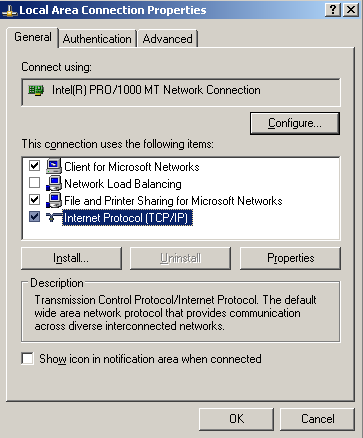 Local Area Connection Properties
General Authentication Advanced
Connect using:
Intel(R) PRO/1000 MT Network Connection
Configure...
This connection uses the following items:
Client for Microsoft Networks
Network Load Balancing
File and Printer Sharing for Microsoft Networks
Internet Protocol (TCP/IP)
Install... Uninstall Properties
Description
Transmission Control Protocol/Internet Protocol. The default
wide area network protocol that provides communication
across diverse interconnected networks.
Show icon in notification area when connected
OK Cancel